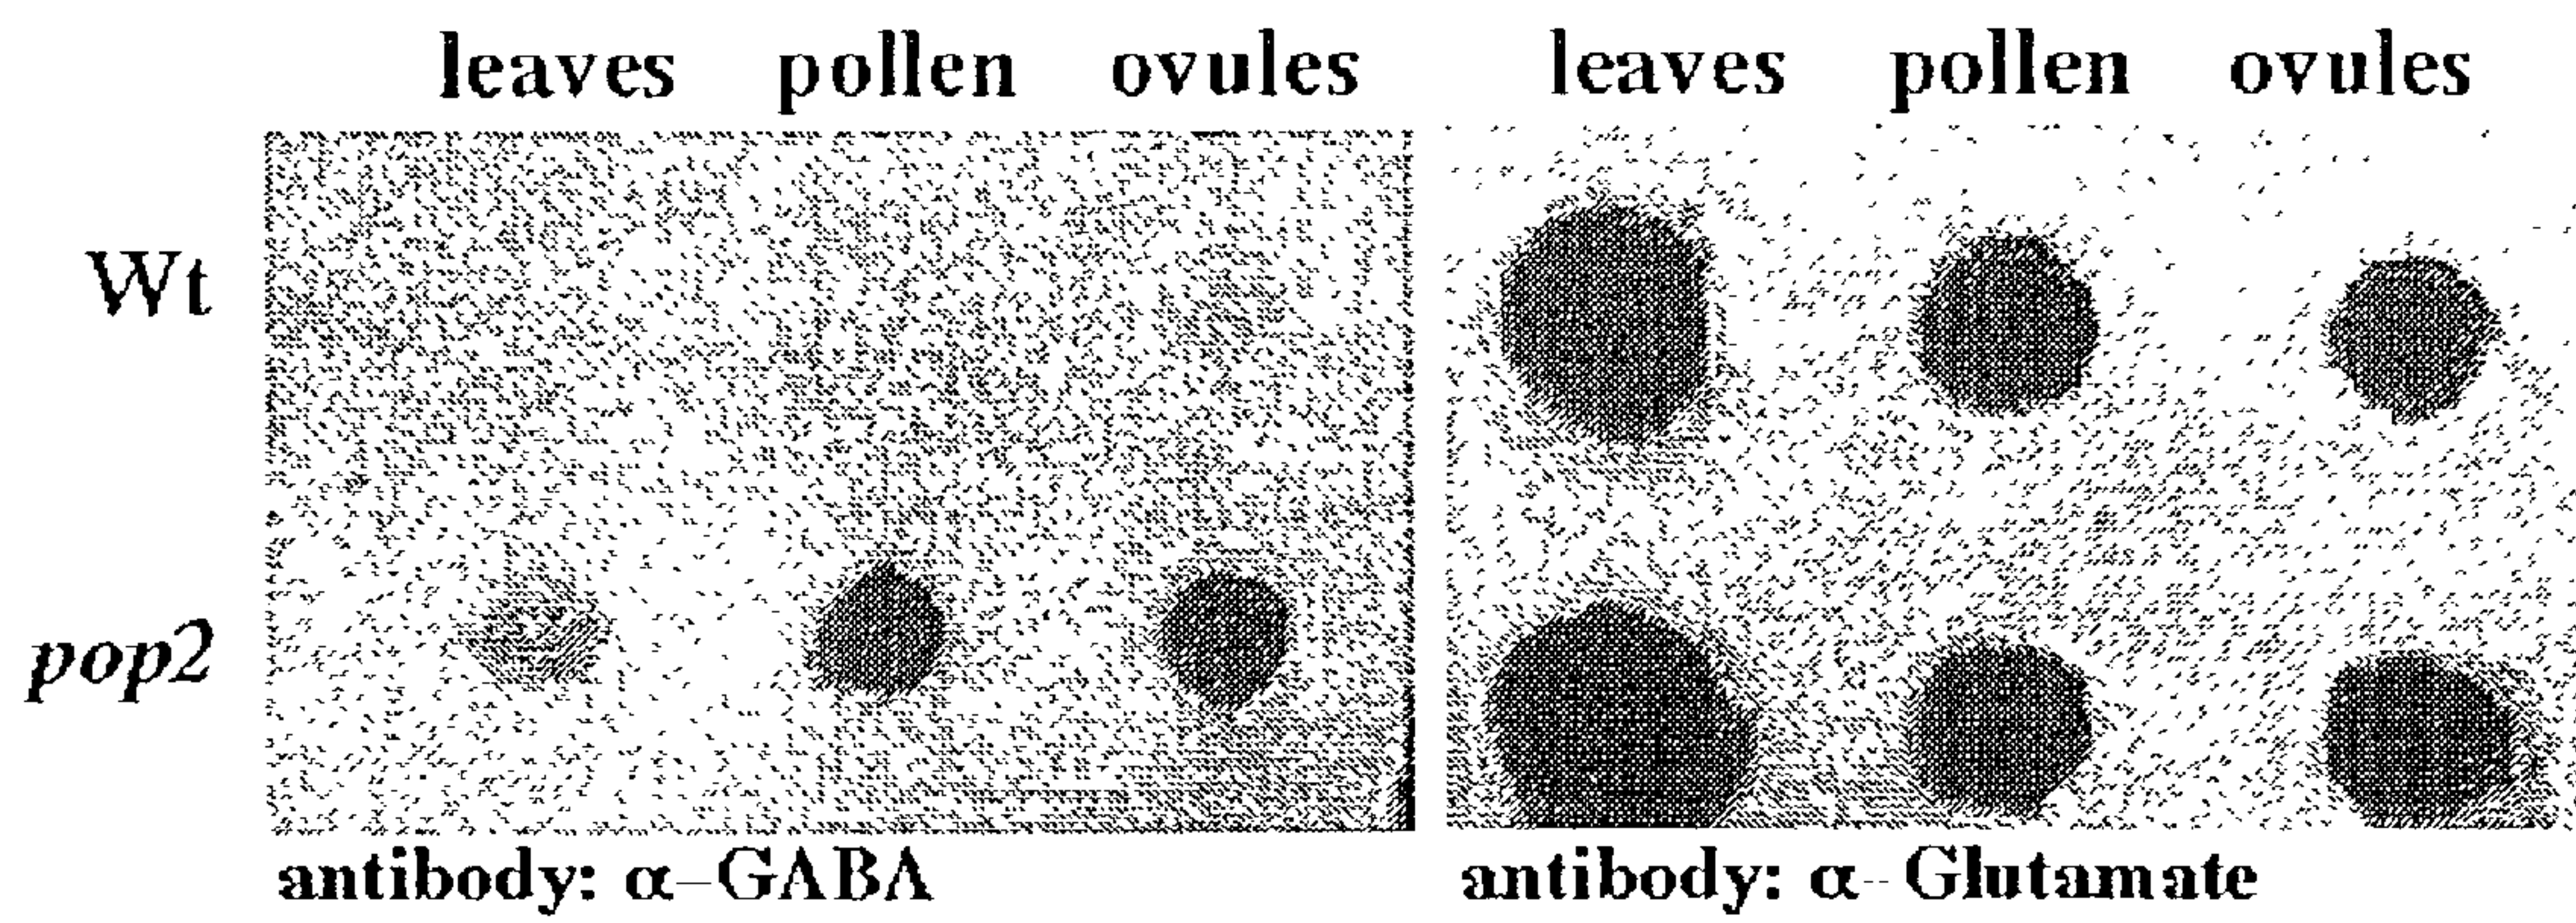 leaves pollen ovules leaves pollen ovules
Wt
pop2
antibody: α-GABA antibody: α-Glutamate